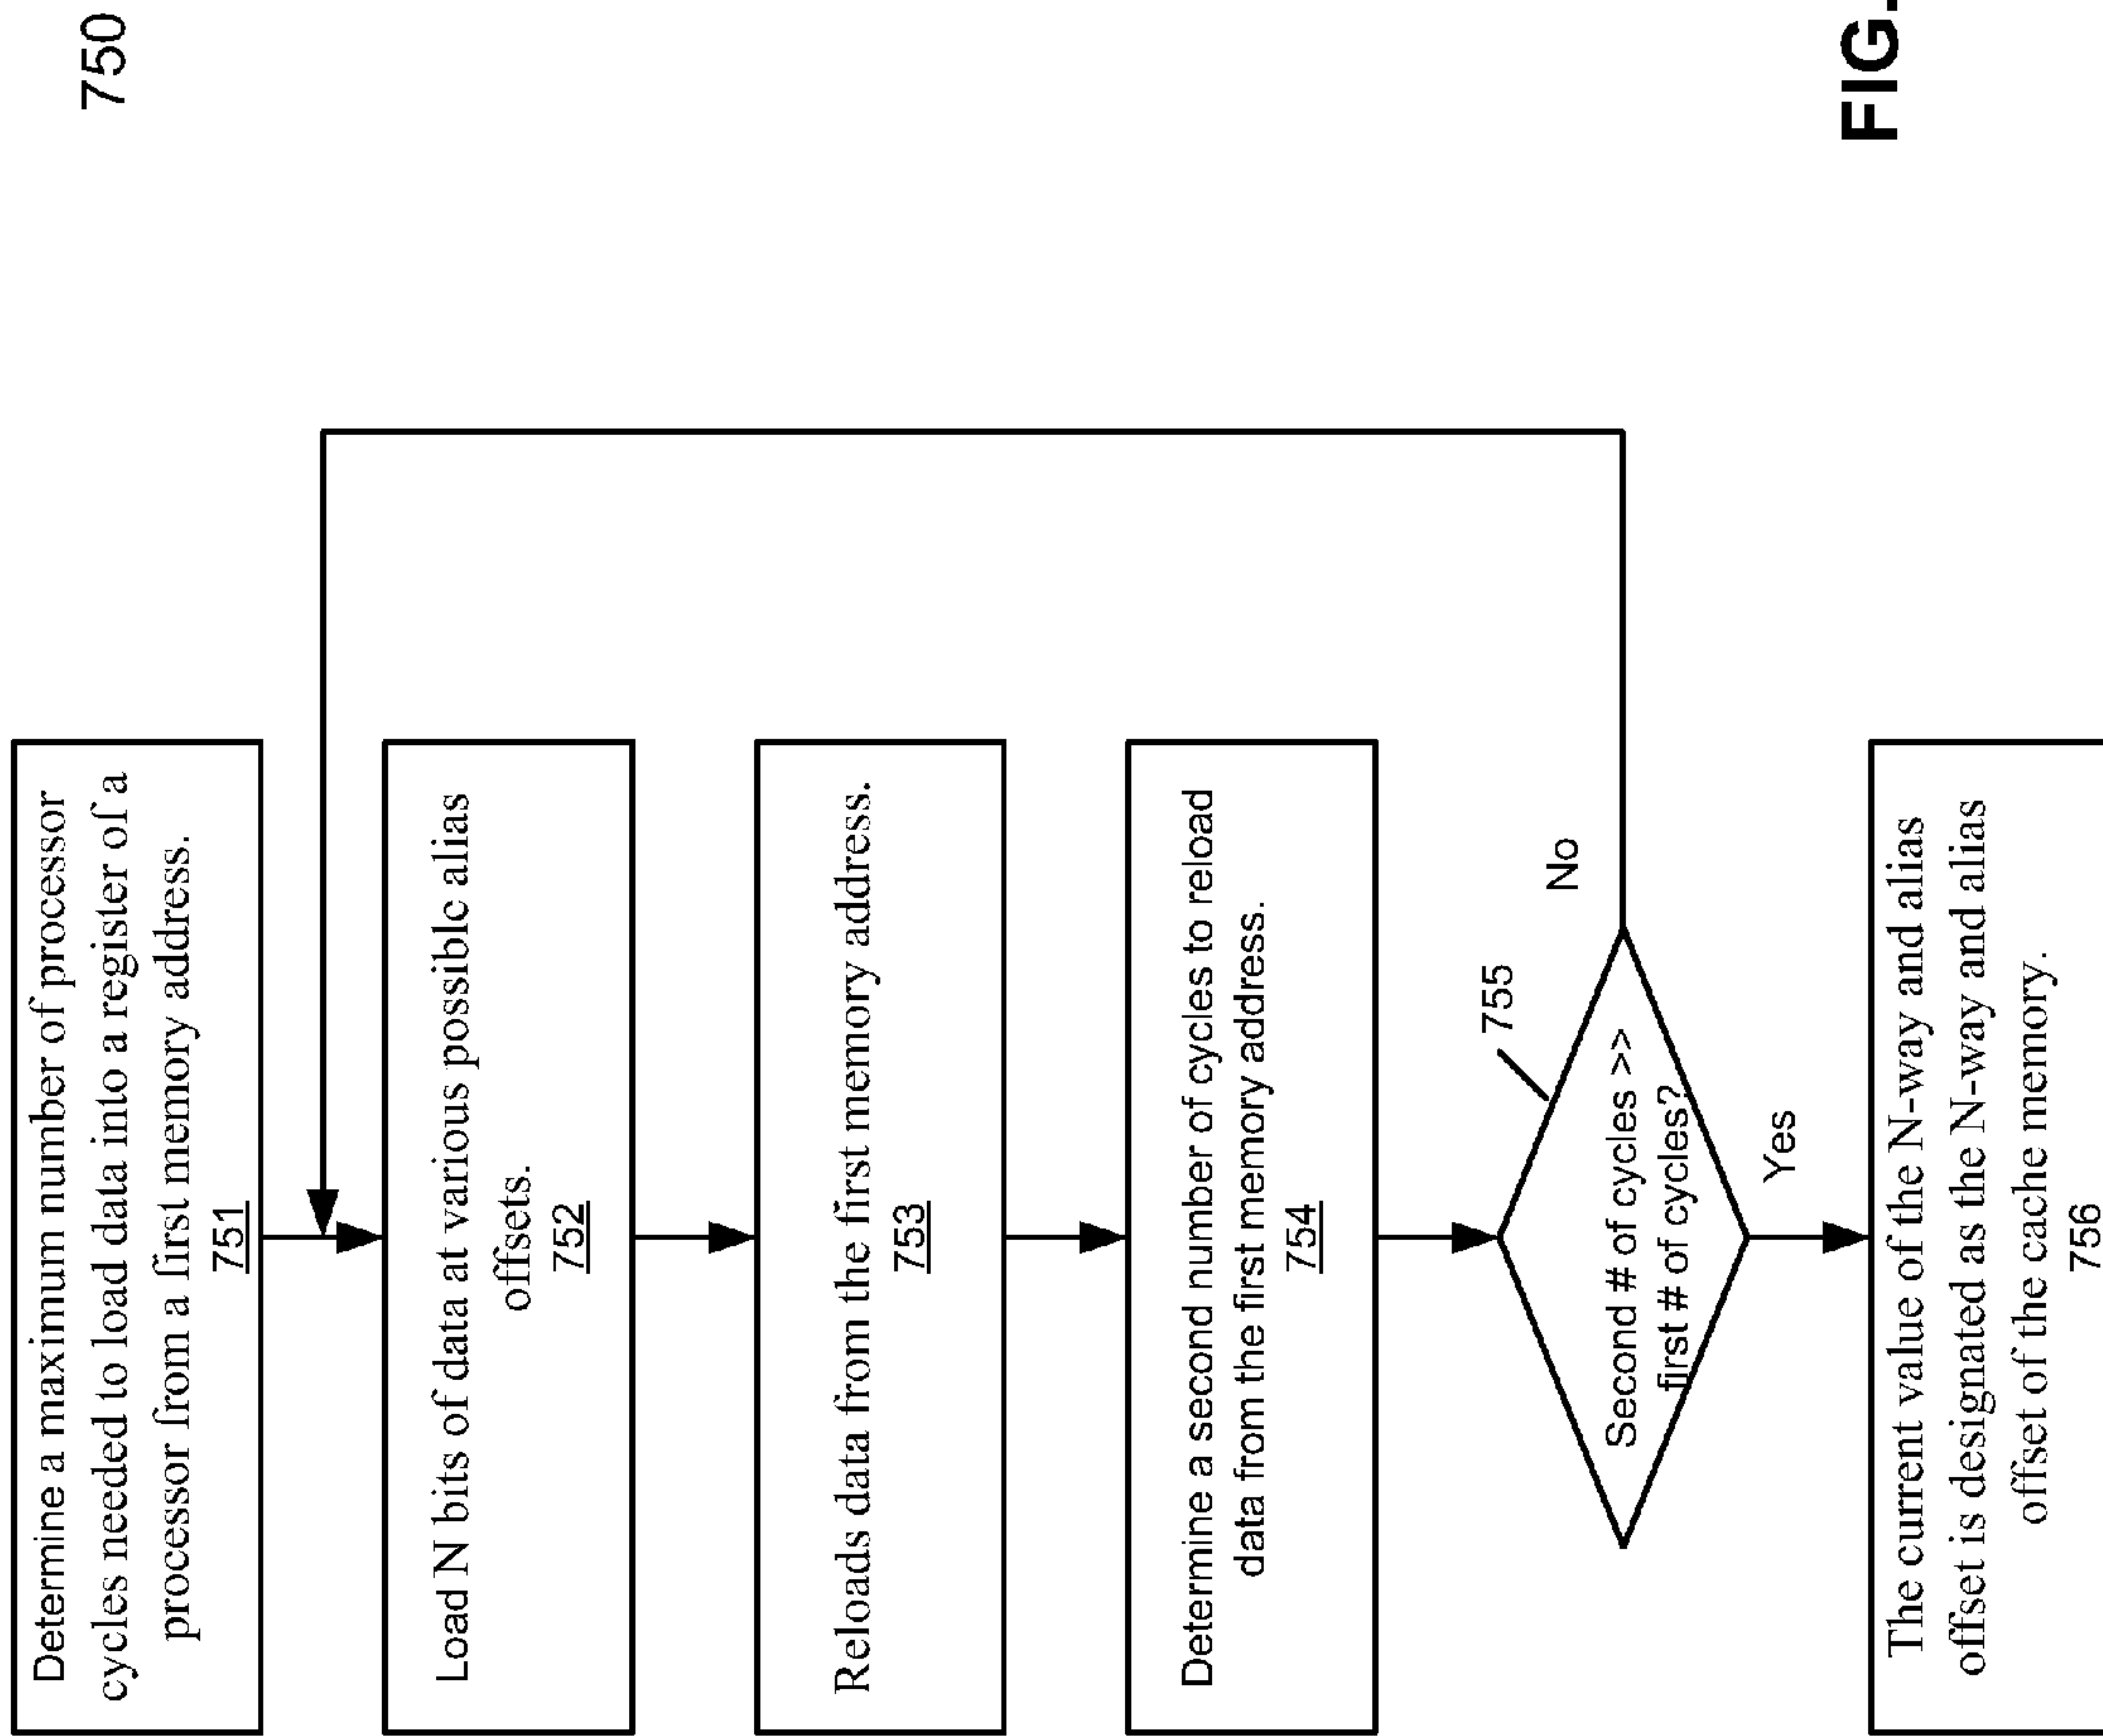 750
Determine a maximum number of processor
cycles needed to load data into a register of a
processor from a first memory address.
751
Load N bits of data at various possible alias
offsets.
752
Reloads data from the first memory address.
753
Determine a second number of cycles to reload
data from the first memory address.
754
755
Second # of cycles >>
first # of cycles?
No
Yes
The current value of the N-way and alias
offset is designated as the N-way and alias
offset of the cache memory.
756
FIG.